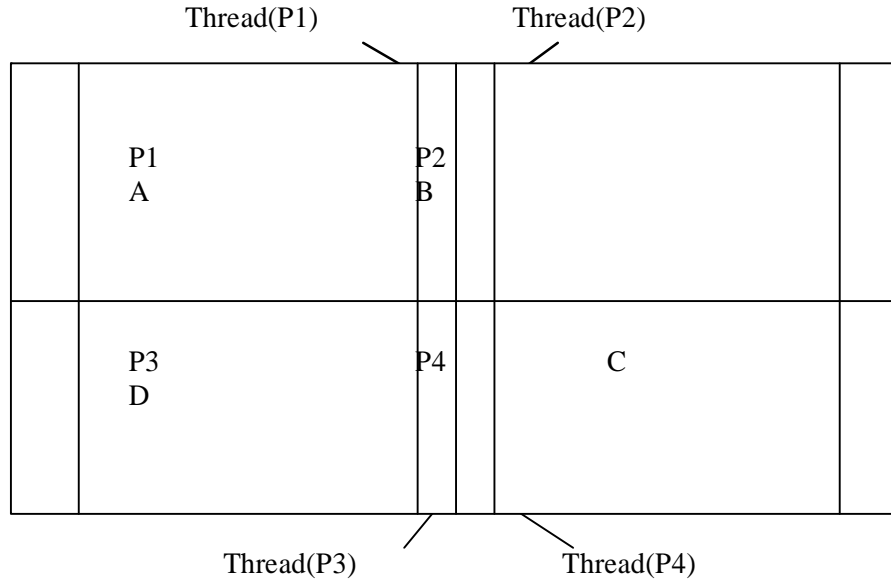 Thread(P1) Thread(P2)
P1 P2
A B
P3 P4 C
D
Thread(P3) Thread(P4)